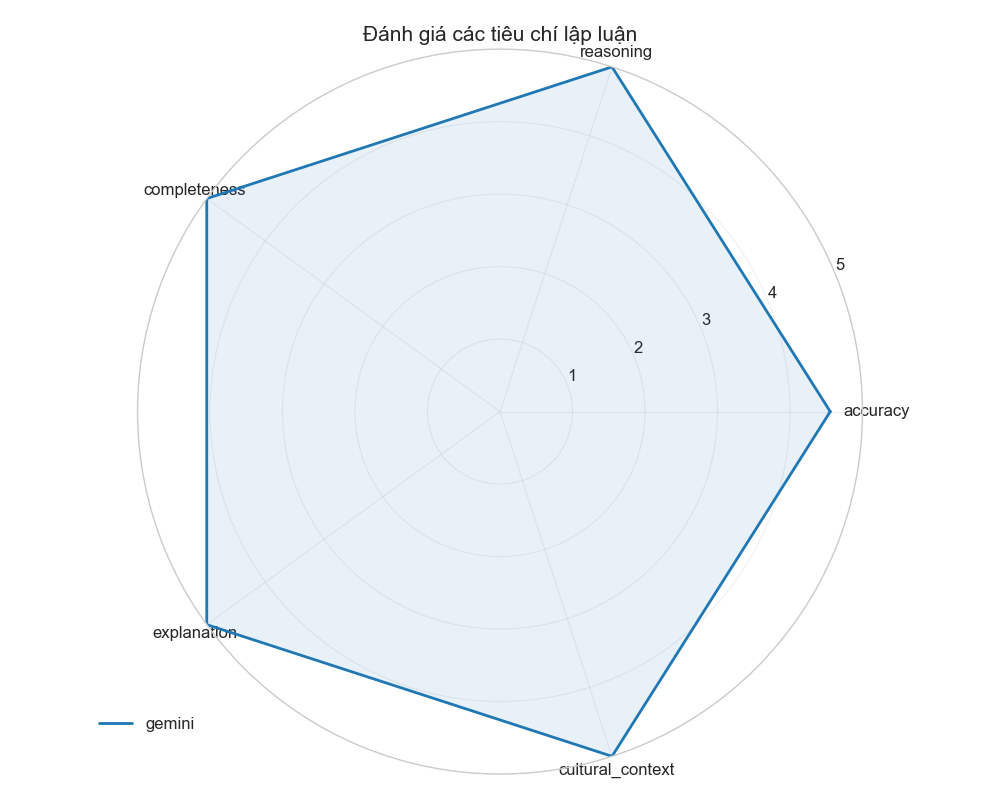 Đánh giá các tiêu chí lập luận
reasoning
completeness
5
4
3
2
1
accuracy
explanation
gemini
cultural_context